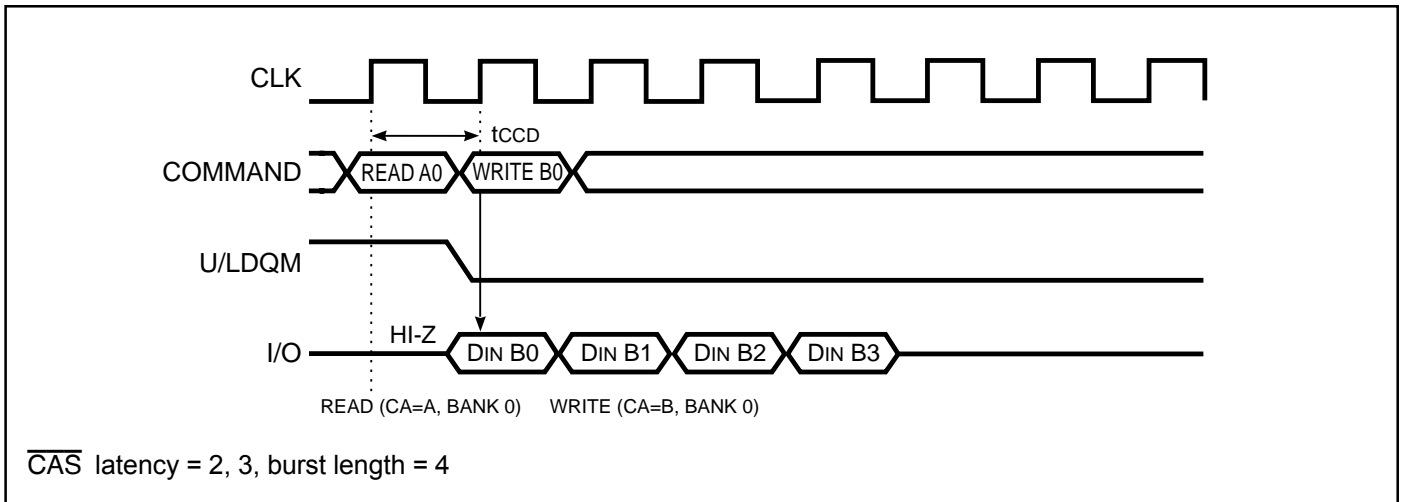 CLK
tCCD
COMMAND READ A0 WRITE B0
U/LDQM
HI-Z
I/O DIN B0 DIN B1 DIN B2 DIN B3
READ (CA=A, BANK 0) WRITE (CA=B, BANK 0)
CAS latency = 2, 3, burst length = 4